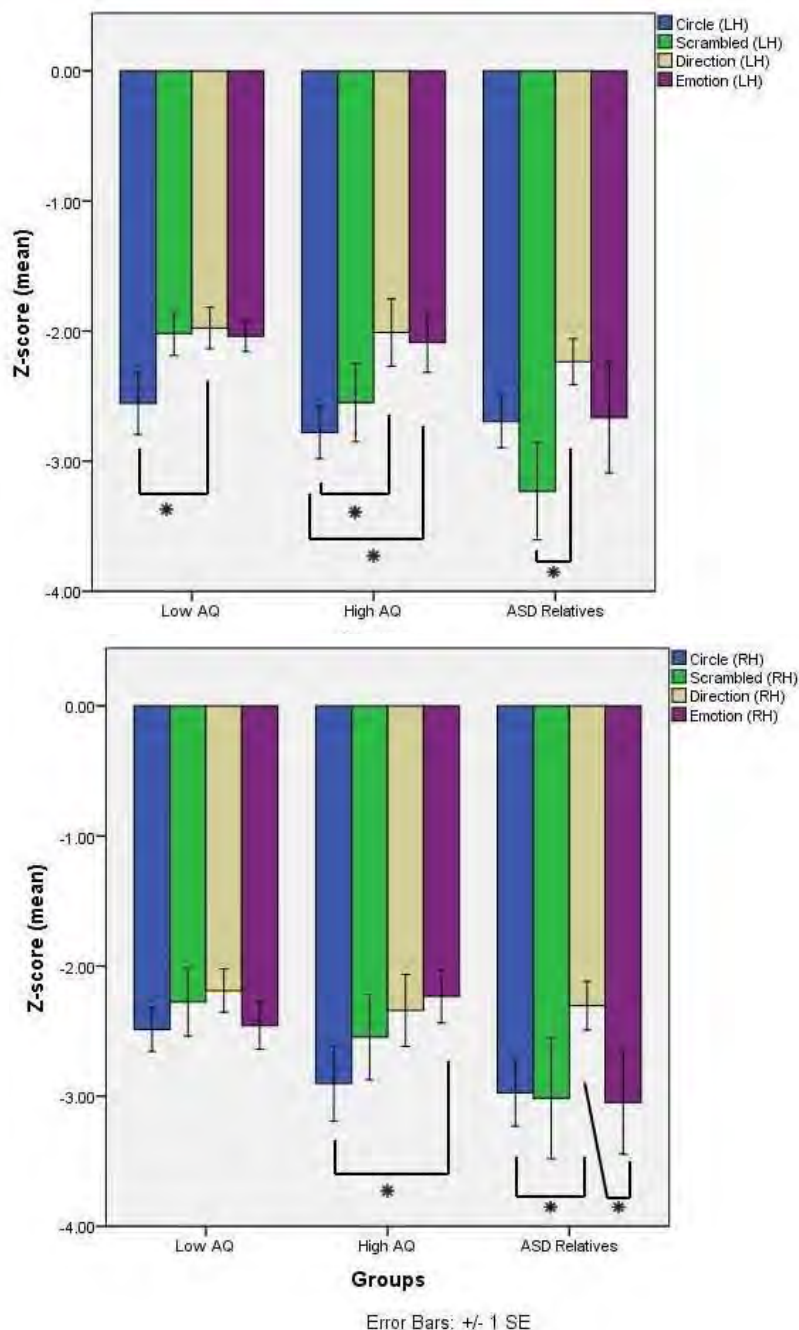 Circle (LH)
Scrambled (LH)
Direction (LH)
Emotion (LH)
0.00
-1.00
-2.00
-3.00
-4.00
Z-score (mean)
*
*
*
*
Low AQ
High AQ
ASD Relatives
Circle (RH)
Scrambled (RH)
Direction (RH)
Emotion (RH)
0.00
-1.00
-2.00
-3.00
-4.00
Z-score (mean)
*
*
*
Low AQ
High AQ
ASD Relatives
Groups
Error Bars: +/- 1 SE